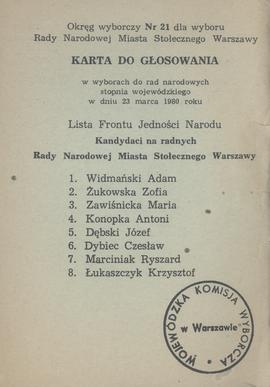 Okręg wyborczy Nr 21 dla wyboru
Rady Narodowej Miasta Stołecznego Warszawy
KARTA DO GŁOSOWANIA
w wyborach do rad narodowych
stopnia wojewódzkiego
w dniu 23 marca 1980 roku
Lista Frontu Jedności Narodu
Kandydaci na radnych
Rady Narodowej Miasta Stołecznego Warszawy
1. Widmański Adam
2. Żukowska Zofia
3. Zawiśnicka Maria
4. Konopka Antoni
5. Dębski Józef
6. Dybiec Czesław
7. Marciniak Ryszard
8. Łukaszczyk Krzysztof
WOJEWÓDZKA KOMISJA WYBORCZA
w Warszawie